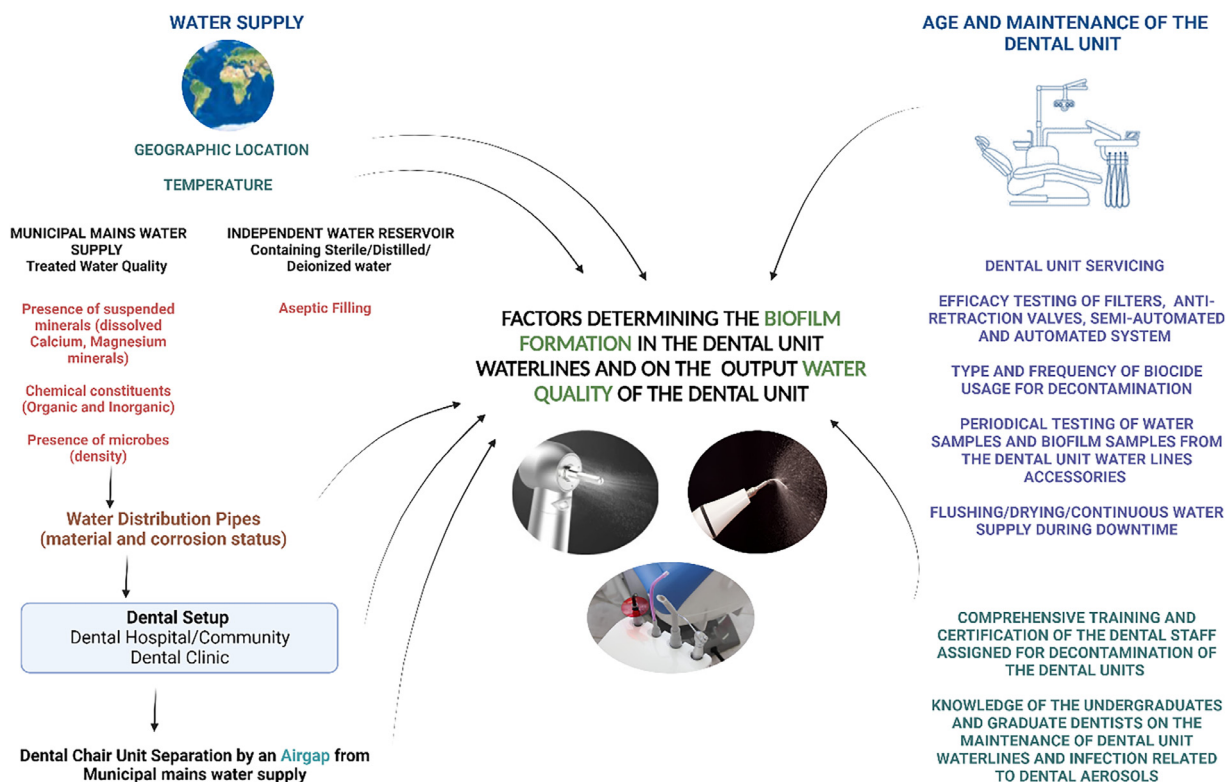 WATER SUPPLY
GEOGRAPHIC LOCATION
TEMPERATURE
MUNICIPAL MAINS WATER
SUPPLY
Treated Water Quality
Presence of suspended
minerals (dissolved
Calcium, Magnesium
minerals)
Chemical constituents
(Organic and Inorganic)
Presence of microbes
(density)
INDEPENDENT WATER RESERVOIR
Containing Sterile/Distilled/
Deionized water
Aseptic Filling
Water Distribution Pipes
(material and corrosion status)
Dental Setup
Dental Hospital/Community
Dental Clinic
Dental Chair Unit Separation by an Airgap from
Municipal mains water supply
FACTORS DETERMINING THE BIOFILM
FORMATION IN THE DENTAL UNIT
WATERLINES AND ON THE OUTPUT WATER
QUALITY OF THE DENTAL UNIT
AGE AND MAINTENANCE OF THE
DENTAL UNIT
DENTAL UNIT SERVICING
EFFICACY TESTING OF FILTERS, ANTI-
RETRACTION VALVES, SEMI-AUTOMATED
AND AUTOMATED SYSTEM
TYPE AND FREQUENCY OF BIOCIDE
USAGE FOR DECONTAMINATION
PERIODICAL TESTING OF WATER
SAMPLES AND BIOFILM SAMPLES FROM
THE DENTAL UNIT WATER LINES
ACCESSORIES
FLUSHING/DRYING/CONTINUOUS WATER
SUPPLY DURING DOWNTIME
COMPREHENSIVE TRAINING AND
CERTIFICATION OF THE DENTAL STAFF
ASSIGNED FOR DECONTAMINATION OF
THE DENTAL UNITS
KNOWLEDGE OF THE UNDERGRADUATES
AND GRADUATE DENTISTS ON THE
MAINTENANCE OF DENTAL UNIT
WATERLINES AND INFECTION RELATED
TO DENTAL AEROSOLS